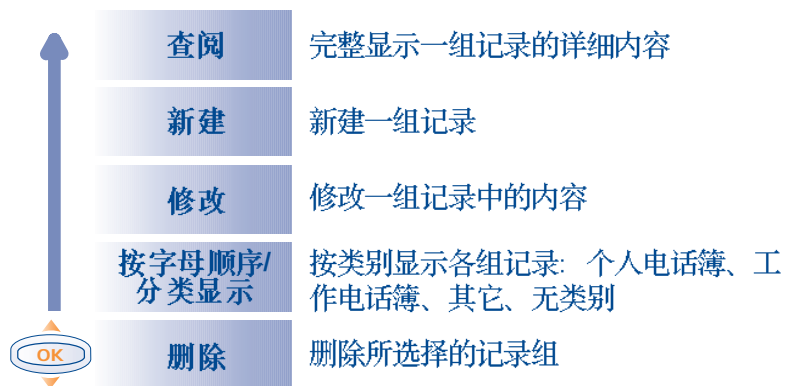 查阅 完整显示一组记录的详细内容
新建 新建一组记录
修改 修改一组记录中的内容
按字母顺序/
分类显示
按类别显示各组记录: 个人电话簿、工
作电话簿、其它、无类别
OK
删除 删除所选择的记录组